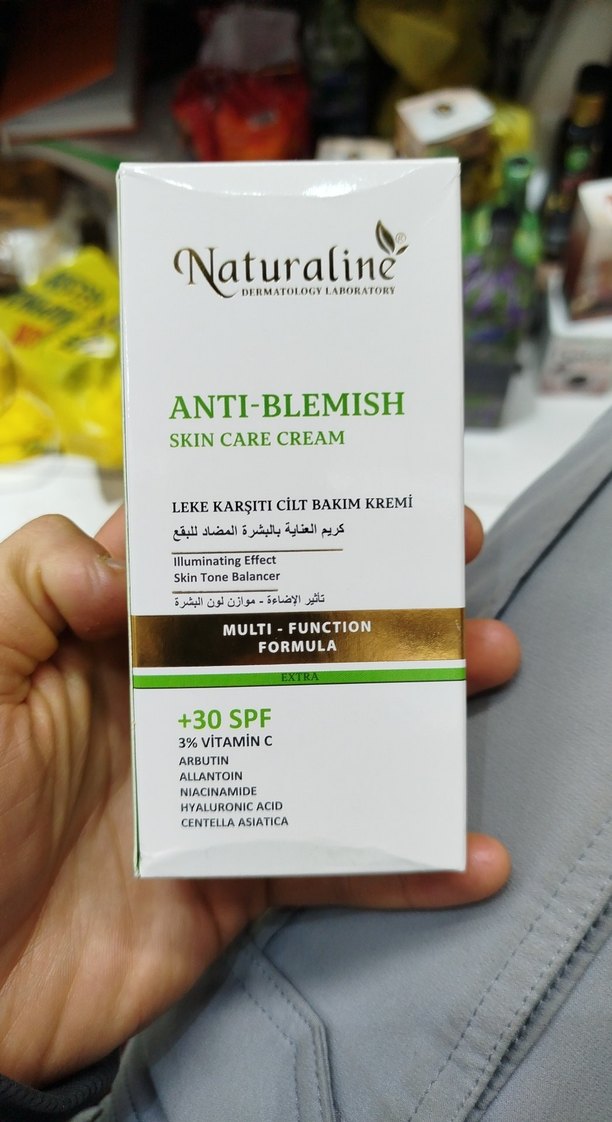 Naturaline®
DERMATOLOGY LABORATORY
ANTI-BLEMISH
SKIN CARE CREAM
LEKE KARŞITI CİLT BAKIM KREMİ
كريم العناية بالبشرة المضاد للبقع
Illuminating Effect
Skin Tone Balancer
تأثير الإضاءة - موازن لون البشرة
MULTI - FUNCTION
FORMULA
EXTRA
+30 SPF
3% VİTAMİN C
ARBUTIN
ALLANTOIN
NIACINAMIDE
HYALURONIC ACID
CENTELLA ASIATICA